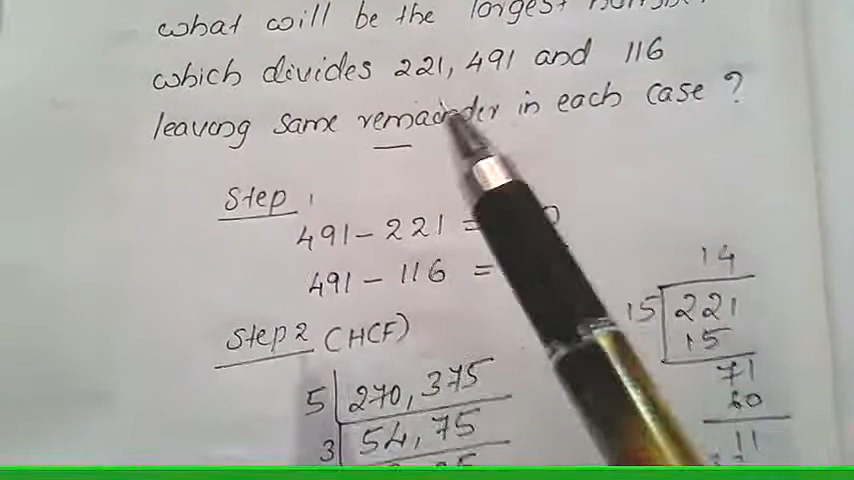 what will be the largest
which divides 221, 491 and 116
leaving same remainder in each case ?
Step 1
491 - 221 =
491 - 116 =
Step 2 (HCF)
5 | 270, 375
3 | 54, 75
14
15 | 221
15
71
60
11